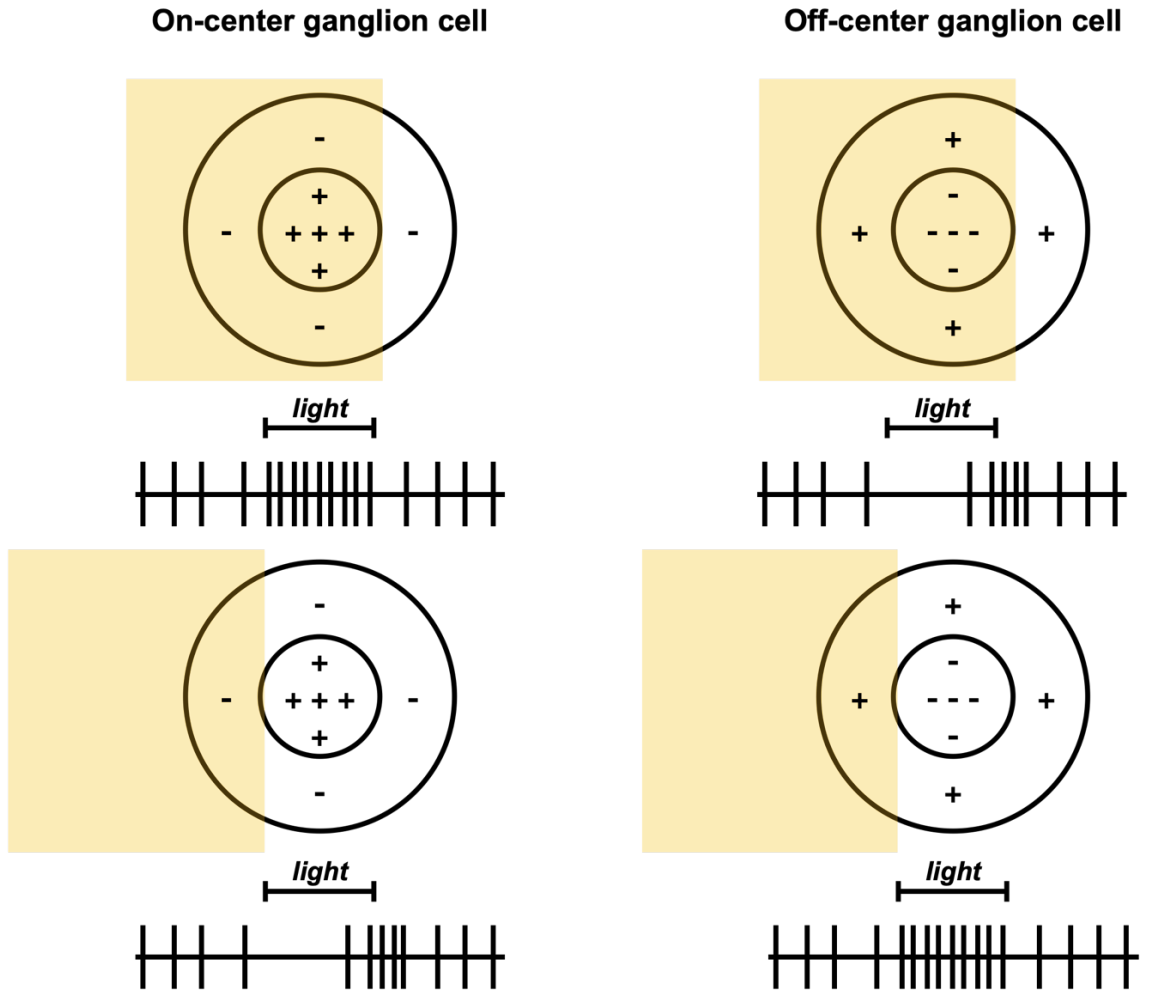 On-center ganglion cell
Off-center ganglion cell
-
+
+
-
-
+ + +
-
+
- - -
+
+
-
-
+
light
light
-
+
+
-
-
+ + +
-
+
- - -
+
+
-
-
+
light
light